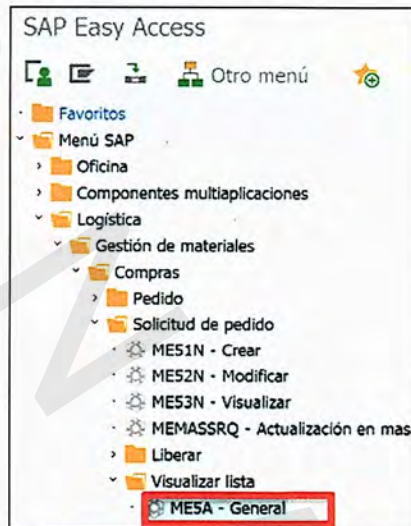 SAP Easy Access
Otro menú
Favoritos
Menú SAP
Oficina
Componentes multiaplicaciones
Logística
Gestión de materiales
Compras
Pedido
Solicitud de pedido
ME51N - Crear
ME52N - Modificar
ME53N - Visualizar
MEMASSRQ - Actualización en mas
Liberar
Visualizar lista
ME5A - General